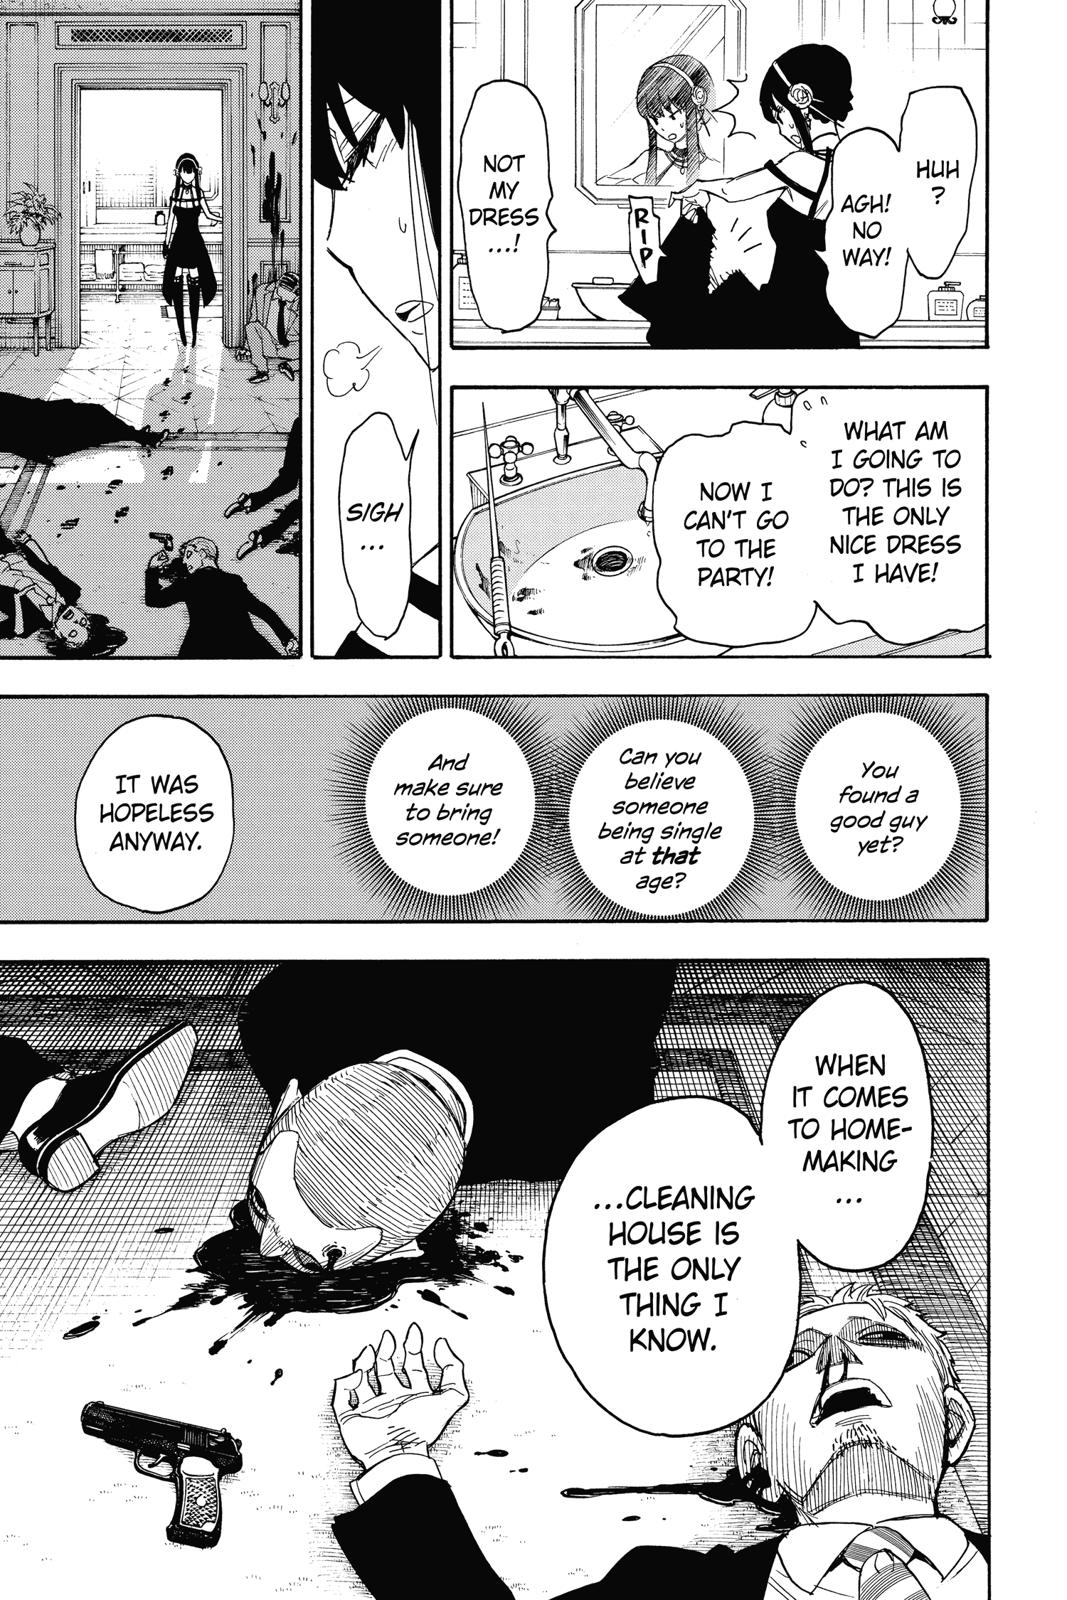 HUH
?
AGH!
NO
WAY!
RIP
NOT
MY
DRESS
...!
WHAT AM
I GOING TO
DO? THIS IS
THE ONLY
NICE DRESS
I HAVE!
NOW I
CAN'T GO
TO THE
PARTY!
SIGH
...
You
found a
good guy
yet?
Can you
believe
someone
being single
at that
age?
And
make sure
to bring
someone!
IT WAS
HOPELESS
ANYWAY.
WHEN
IT COMES
TO HOME-
MAKING
...
...CLEANING
HOUSE IS
THE ONLY
THING I
KNOW.